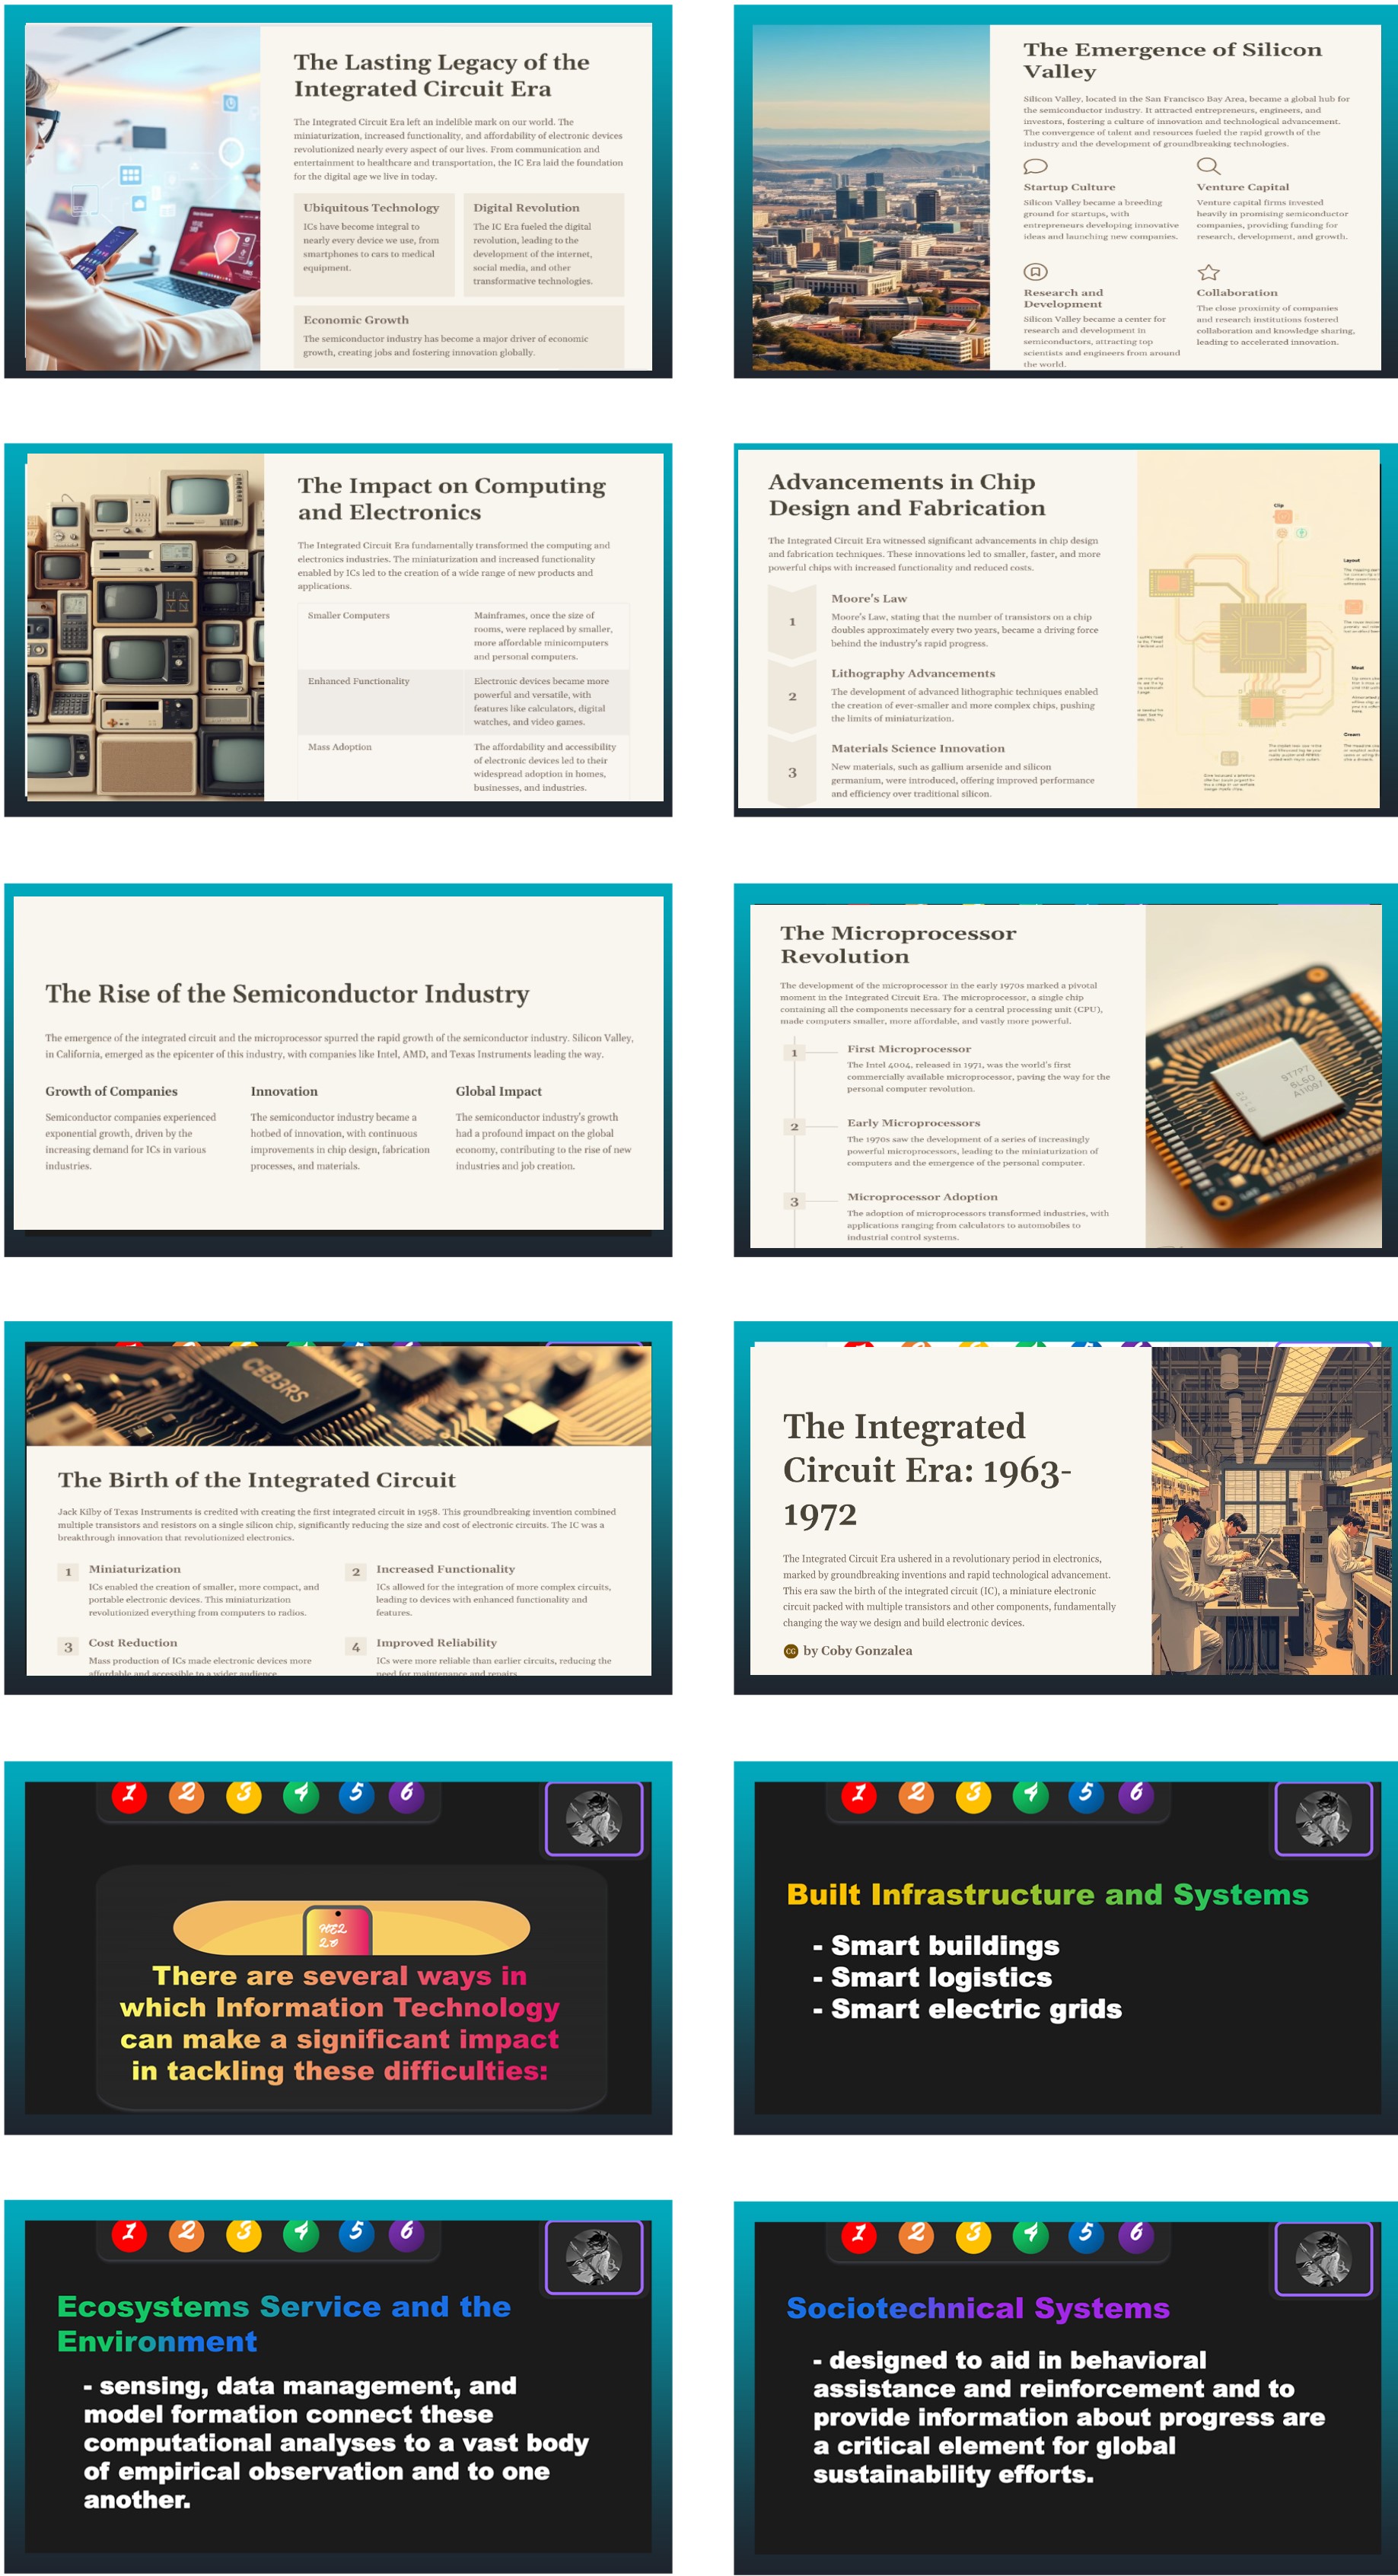 The Lasting Legacy of the
Integrated Circuit Era
The Integrated Circuit Era left an indelible mark on our world. The
miniaturization, increased functionality, and affordability of electronic devices
revolutionized nearly every aspect of our lives. From communication and
entertainment to healthcare and transportation, the IC Era laid the foundation
for the digital age we live in today.
Ubiquitous Technology
ICs have become integral to
nearly every device we use, from
smartphones to cars to medical
equipment.
Digital Revolution
The IC Era fueled the digital
revolution, leading to the
development of the internet,
social media, and other
transformative technologies.
Economic Growth
The semiconductor industry has become a major driver of economic
growth, creating jobs and fostering innovation globally.
The Emergence of Silicon
Valley
Silicon Valley, located in the San Francisco Bay Area, became a global hub for
the semiconductor industry. It attracted entrepreneurs, engineers, and
investors, fostering a culture of innovation and technological advancement.
The convergence of talent and resources fueled the rapid growth of the
industry and the development of groundbreaking technologies.
Startup Culture
Silicon Valley became a breeding
ground for startups, with
entrepreneurs developing innovative
ideas and launching new companies.
Venture Capital
Venture capital firms invested
heavily in promising semiconductor
companies, providing funding for
research, development, and growth.
Research and
Development
Silicon Valley became a center for
research and development in
semiconductors, attracting top
scientists and engineers from around
the world.
Collaboration
The close proximity of companies
and research institutions fostered
collaboration and knowledge sharing,
leading to accelerated innovation.
The Impact on Computing
and Electronics
The Integrated Circuit Era fundamentally transformed the computing and
electronics industries. The miniaturization and increased functionality
enabled by ICs led to the creation of a wide range of new products and
applications.
Smaller Computers
Mainframes, once the size of
rooms, were replaced by smaller,
more affordable minicomputers
and personal computers.
Enhanced Functionality
Electronic devices became more
powerful and versatile, with
features like calculators, digital
watches, and video games.
Mass Adoption
The affordability and accessibility
of electronic devices led to their
widespread adoption in homes,
businesses, and industries.
Advancements in Chip
Design and Fabrication
The Integrated Circuit Era witnessed significant advancements in chip design
and fabrication techniques. These innovations led to smaller, faster, and more
powerful chips with increased functionality and reduced costs.
1
Moore's Law
Moore's Law, stating that the number of transistors on a chip
doubles approximately every two years, became a driving force
behind the industry's rapid progress.
2
Lithography Advancements
The development of advanced lithographic techniques enabled
the creation of ever-smaller and more complex chips, pushing
the limits of miniaturization.
3
Materials Science Innovation
New materials, such as gallium arsenide and silicon
germanium, were introduced, offering improved performance
and efficiency over traditional silicon.
Clip
Layout
The Rise of the Semiconductor Industry
The emergence of the integrated circuit and the microprocessor spurred the rapid growth of the semiconductor industry. Silicon Valley,
in California, emerged as the epicenter of this industry, with companies like Intel, AMD, and Texas Instruments leading the way.
Growth of Companies
Semiconductor companies experienced
exponential growth, driven by the
increasing demand for ICs in various
industries.
Innovation
The semiconductor industry became a
hotbed of innovation, with continuous
improvements in chip design, fabrication
processes, and materials.
Global Impact
The semiconductor industry's growth
had a profound impact on the global
economy, contributing to the rise of new
industries and job creation.
The Microprocessor
Revolution
The development of the microprocessor in the early 1970s marked a pivotal
moment in the Integrated Circuit Era. The microprocessor, a single chip
containing all the components necessary for a central processing unit (CPU),
made computers smaller, more affordable, and vastly more powerful.
1
First Microprocessor
The Intel 4004, released in 1971, was the world's first
commercially available microprocessor, paving the way for the
personal computer revolution.
2
Early Microprocessors
The 1970s saw the development of a series of increasingly
powerful microprocessors, leading to the miniaturization of
computers and the emergence of the personal computer.
3
Microprocessor Adoption
The adoption of microprocessors transformed industries, with
applications ranging from calculators to automobiles to
industrial control systems.
The Birth of the Integrated Circuit
Jack Kilby of Texas Instruments is credited with creating the first integrated circuit in 1958. This groundbreaking invention combined
multiple transistors and resistors on a single silicon chip, significantly reducing the size and cost of electronic circuits. The IC was a
breakthrough innovation that revolutionized electronics.
1
Miniaturization
ICs enabled the creation of smaller, more compact, and
portable electronic devices. This miniaturization
revolutionized everything from computers to radios.
2
Increased Functionality
ICs allowed for the integration of more complex circuits,
leading to devices with enhanced functionality and
features.
3
Cost Reduction
Mass production of ICs made electronic devices more
affordable and accessible to a wider audience.
4
Improved Reliability
ICs were more reliable than earlier circuits, reducing the
need for maintenance and repairs.
The Integrated
Circuit Era: 1963-
1972
The Integrated Circuit Era ushered in a revolutionary period in electronics,
marked by groundbreaking inventions and rapid technological advancement.
This era saw the birth of the integrated circuit (IC), a miniature electronic
circuit packed with multiple transistors and other components, fundamentally
changing the way we design and build electronic devices.
CG by Coby Gonzalea
1 2 3 4 5 6
There are several ways in
which Information Technology
can make a significant impact
in tackling these difficulties:
1 2 3 4 5 6
Built Infrastructure and Systems
- Smart buildings
- Smart logistics
- Smart electric grids
1 2 3 4 5 6
Ecosystems Service and the
Environment
- sensing, data management, and
model formation connect these
computational analyses to a vast body
of empirical observation and to one
another.
1 2 3 4 5 6
Sociotechnical Systems
- designed to aid in behavioral
assistance and reinforcement and to
provide information about progress are
a critical element for global
sustainability efforts.